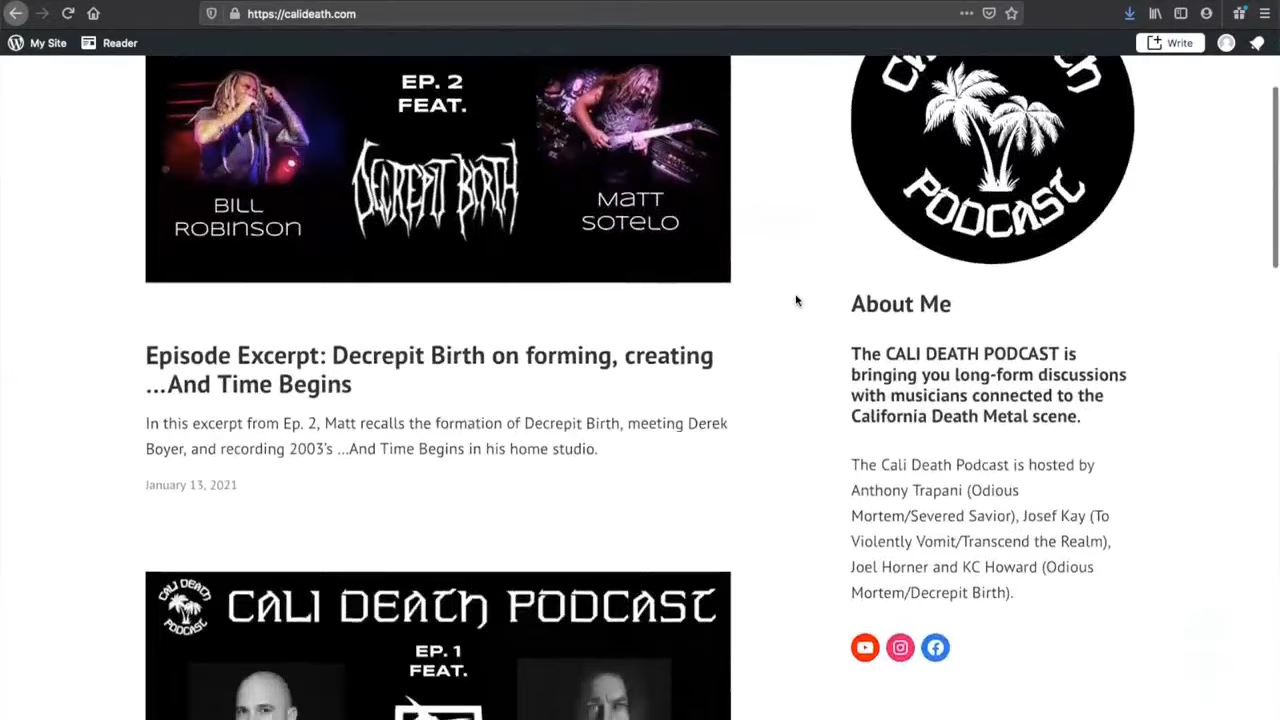 https://calideath.com
My Site
Reader
Write
EP. 2
FEAT.
DECREPIT BIRTH
BILL
ROBINSON
MATT
SOTELO
PODCAST
About Me
Episode Excerpt: Decrepit Birth on forming, creating
…And Time Begins
The CALI DEATH PODCAST is
bringing you long-form discussions
with musicians connected to the
California Death Metal scene.
In this excerpt from Ep. 2, Matt recalls the formation of Decrepit Birth, meeting Derek
Boyer, and recording 2003's …And Time Begins in his home studio.
January 13, 2021
The Cali Death Podcast is hosted by
Anthony Trapani (Odious
Mortem/Severed Savior), Josef Kay (To
Violently Vomit/Transcend the Realm),
Joel Horner and KC Howard (Odious
Mortem/Decrepit Birth).
CALI DEATH
PODCAST
CALI DEATH PODCAST
EP. 1
FEAT.